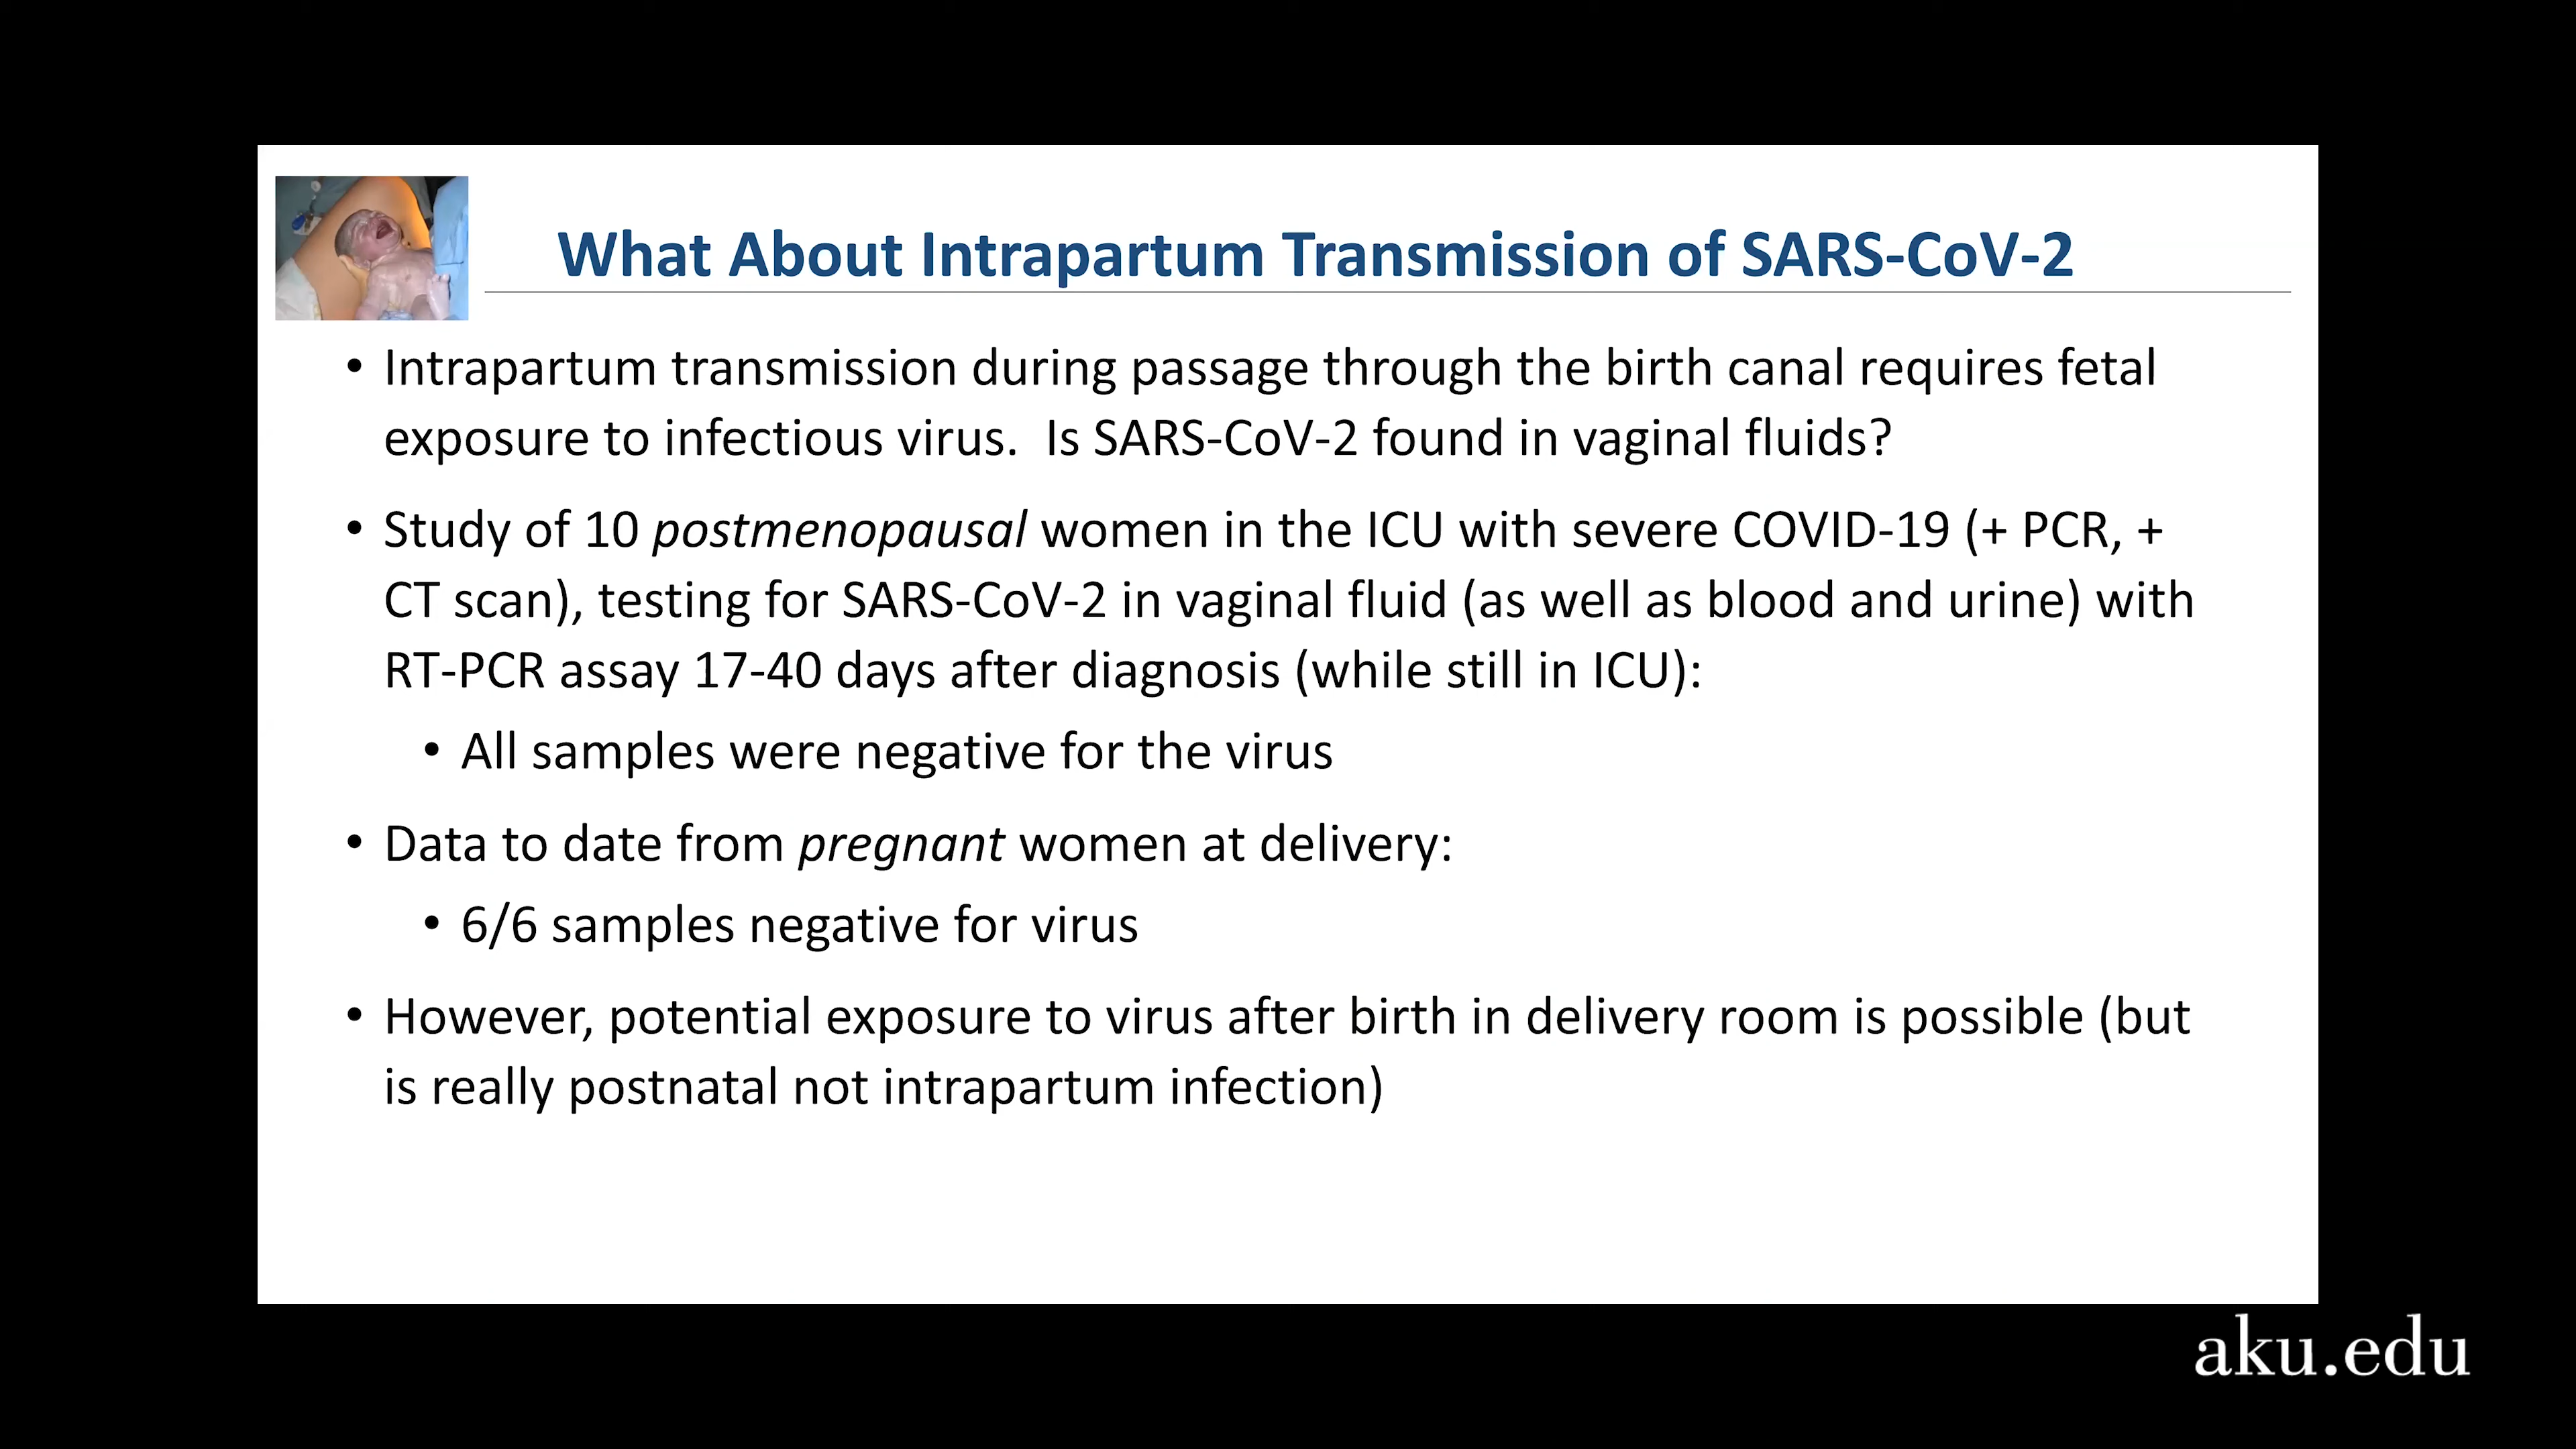 What About Intrapartum Transmission of SARS-CoV-2
• Intrapartum transmission during passage through the birth canal requires fetal
exposure to infectious virus.  Is SARS-CoV-2 found in vaginal fluids?
• Study of 10 postmenopausal women in the ICU with severe COVID-19 (+ PCR, +
CT scan), testing for SARS-CoV-2 in vaginal fluid (as well as blood and urine) with
RT-PCR assay 17-40 days after diagnosis (while still in ICU):
• All samples were negative for the virus
• Data to date from pregnant women at delivery:
• 6/6 samples negative for virus
• However, potential exposure to virus after birth in delivery room is possible (but
is really postnatal not intrapartum infection)
aku.edu